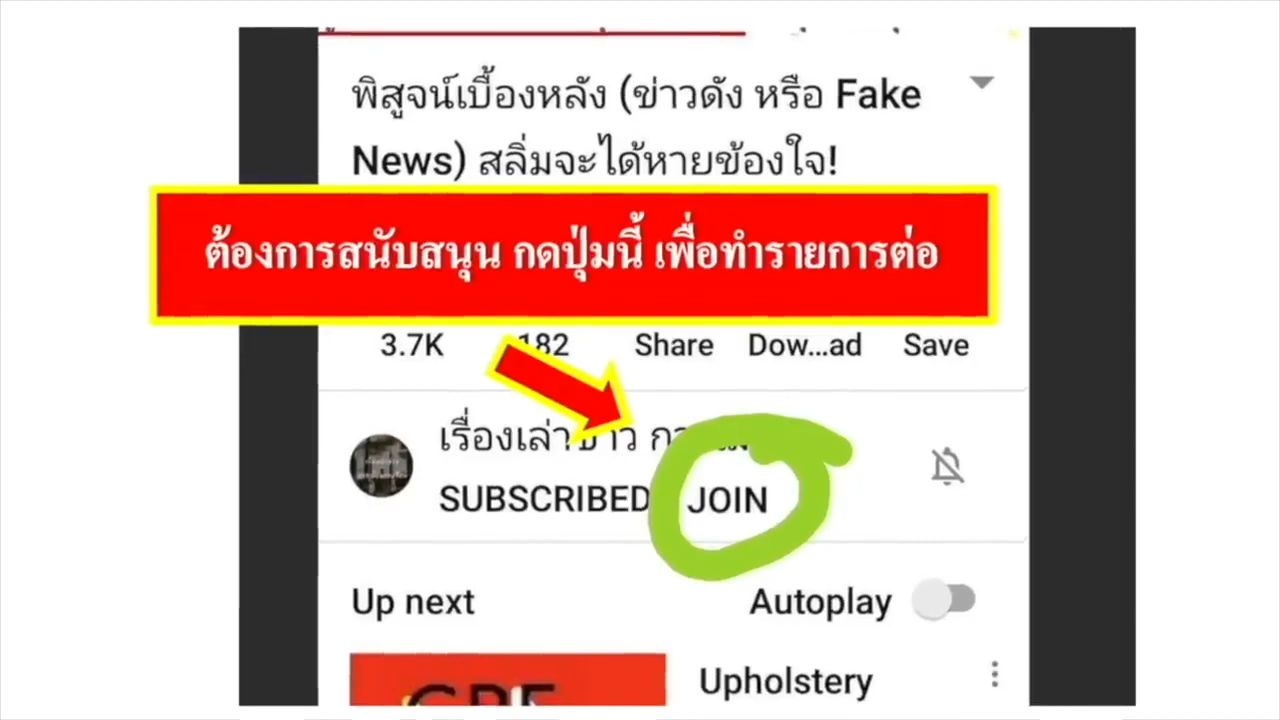 พิสูจน์เบื้องหลัง (ข่าวดัง หรือ Fake
News) สลิ่มจะได้หายข้องใจ!
ต้องการสนับสนุน กดปุ่มนี้ เพื่อทำรายการต่อ
3.7K 182 Share Dow...ad Save
เรื่องเล่าข่าว
SUBSCRIBED JOIN
Up next Autoplay
Upholstery